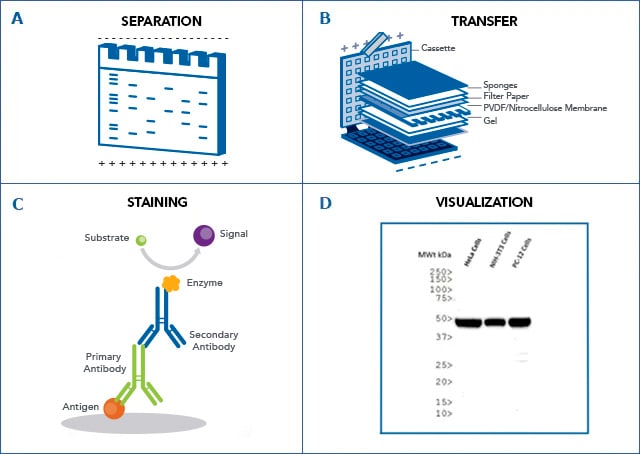 A
SEPARATION
- - - - - - - - - - - - - - - - - -
+ + + + + + + + + + + + +
B
TRANSFER
+ + + + + +
Cassette
Sponges
Filter Paper
PVDF/Nitrocellulose Membrane
Gel
- - - - - -
C
STAINING
Substrate
Signal
Enzyme
Secondary
Antibody
Primary
Antibody
Antigen
D
VISUALIZATION
MWt kDa
HeLa Cells
NIH-3T3 Cells
PC-12 Cells
250>
150>
100>
75>
50>
37>
25>
20>
15>
10>